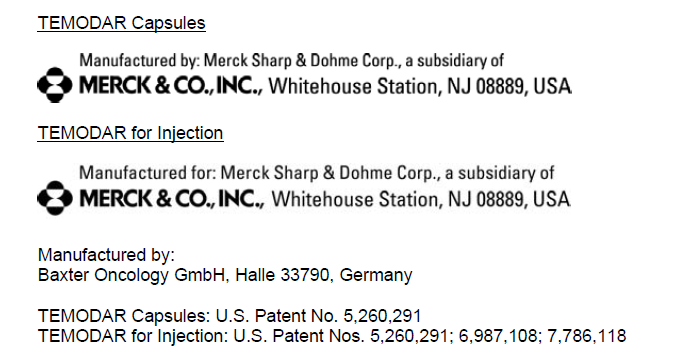 TEMODAR Capsules
Manufactured by: Merck Sharp & Dohme Corp., a subsidiary of
MERCK & CO., INC., Whitehouse Station, NJ 08889, USA
TEMODAR for Injection
Manufactured for: Merck Sharp & Dohme Corp., a subsidiary of
MERCK & CO., INC., Whitehouse Station, NJ 08889, USA
Manufactured by:
Baxter Oncology GmbH, Halle 33790, Germany
TEMODAR Capsules: U.S. Patent No. 5,260,291
TEMODAR for Injection: U.S. Patent Nos. 5,260,291; 6,987,108; 7,786,118